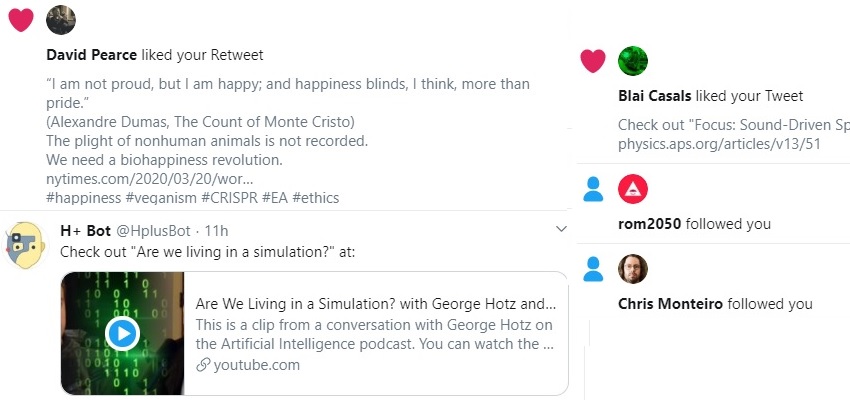 David Pearce liked your Retweet
“I am not proud, but I am happy; and happiness blinds, I think, more than
pride.”
(Alexandre Dumas, The Count of Monte Cristo)
The plight of nonhuman animals is not recorded.
We need a biohappiness revolution.
nytimes.com/2020/03/20/wor...
#happiness #veganism #CRISPR #EA #ethics
H+ Bot @HplusBot · 11h
Check out "Are we living in a simulation?" at:
Are We Living in a Simulation? with George Hotz and...
This is a clip from a conversation with George Hotz on
the Artificial Intelligence podcast. You can watch the ...
youtube.com
Blai Casals liked your Tweet
Check out "Focus: Sound-Driven Sp
physics.aps.org/articles/v13/51
rom2050 followed you
Chris Monteiro followed you